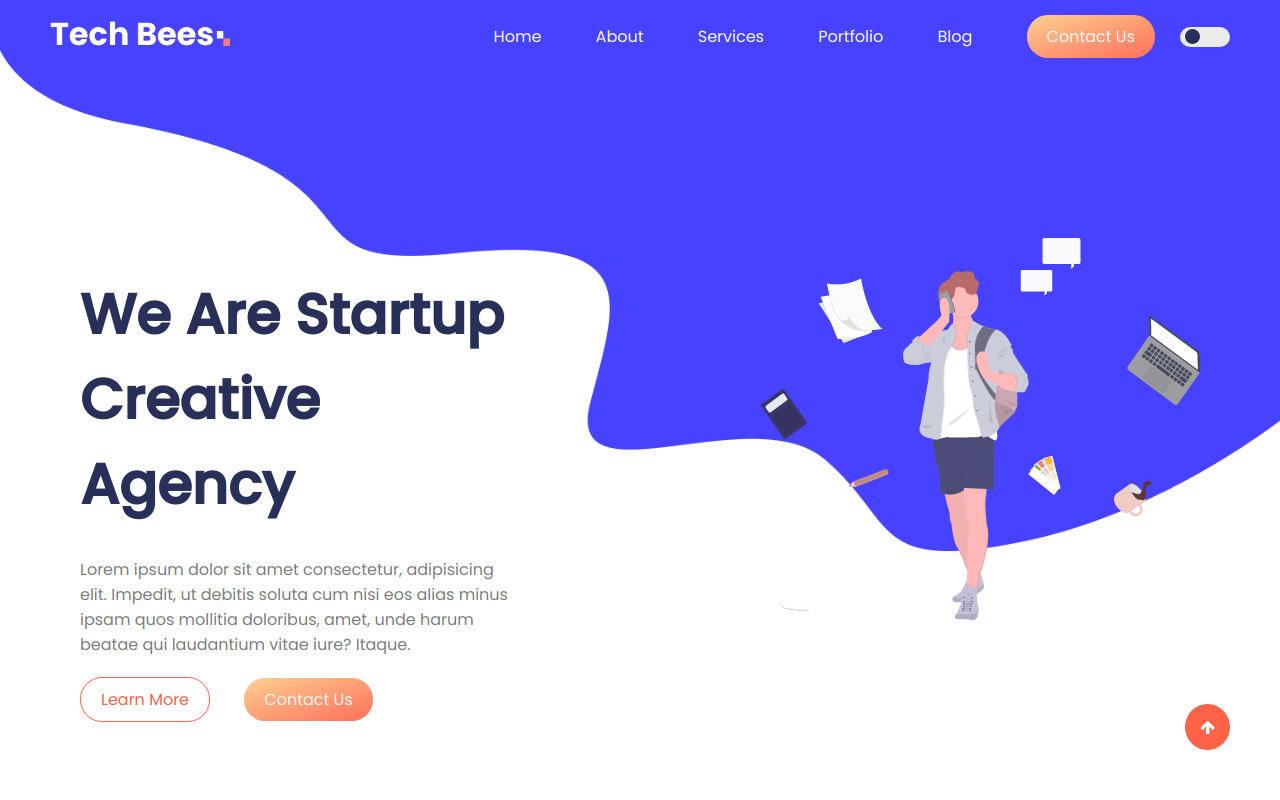 Tech Bees
Home About Services Portfolio Blog Contact Us
We Are Startup
Creative
Agency
Lorem ipsum dolor sit amet consectetur, adipisicing
elit. Impedit, ut debitis soluta cum nisi eos alias minus
ipsam quos mollitia doloribus, amet, unde harum
beatae qui laudantium vitae iure? Itaque.
Learn More Contact Us